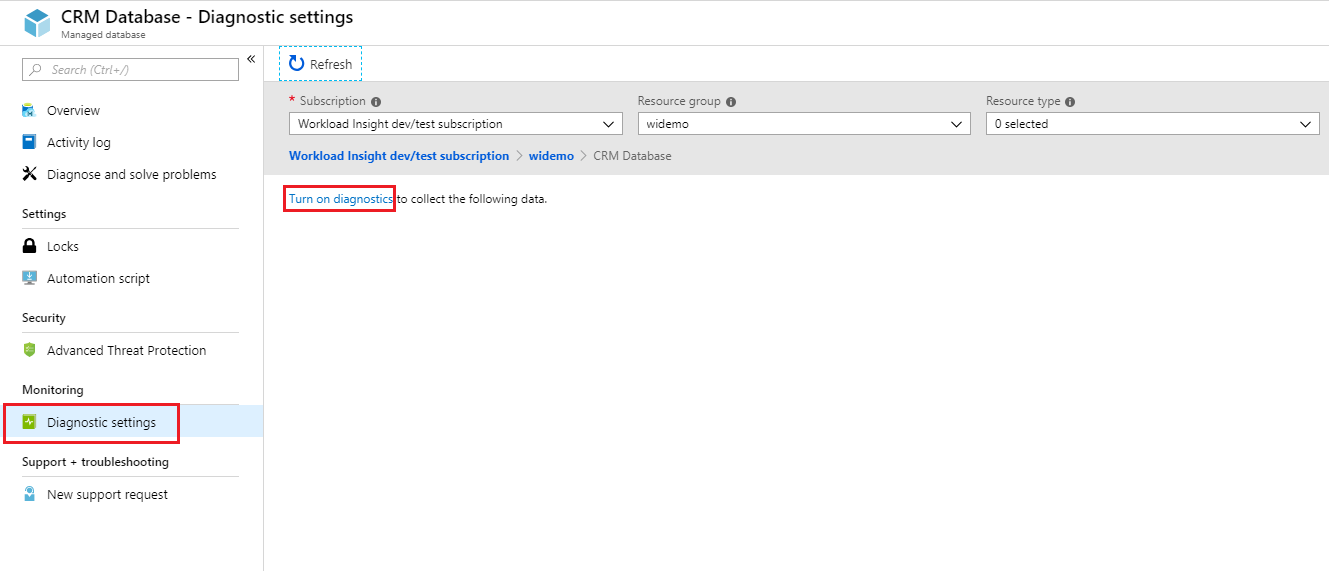 CRM Database - Diagnostic settings
Managed database
Search (Ctrl+/)
Overview
Activity log
Diagnose and solve problems
Settings
Locks
Automation script
Security
Advanced Threat Protection
Monitoring
Diagnostic settings
Support + troubleshooting
New support request
«
Refresh
* Subscription
Resource group
Resource type
Workload Insight dev/test subscription
widemo
0 selected
Workload Insight dev/test subscription > widemo > CRM Database
Turn on diagnostics to collect the following data.